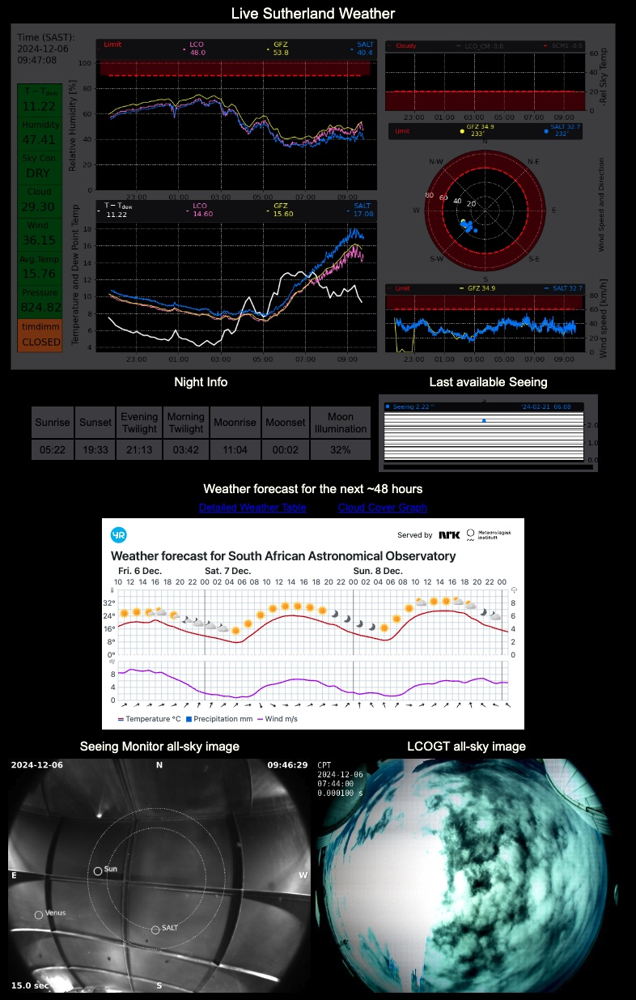 Live Sutherland Weather
Time (SAST):
2024-12-06
09:47:08
T − Tdew
11.22
Humidity
47.41
Sky Con.
DRY
Cloud
29.30
Wind
36.15
Avg.Temp
15.76
Pressure
824.82
timdimm
CLOSED
Limit LCO 48.0 GFZ 53.8 SALT 40.4
Relative Humidity [%]
100
80
60
40
20
0
23:00 01:00 03:00 05:00 07:00 09:00
T − Tdew 11.22 LCO 14.60 GFZ 15.60 SALT 17.08
Temperature and Dew Point Temp
18
16
14
12
10
8
6
4
23:00 01:00 03:00 05:00 07:00 09:00
Cloudy LCO_CM -0.0 SCM1 -0.0
60
40
20
0
-Rel Sky Temp
23:00 01:00 03:00 05:00 07:00 09:00
Limit GFZ 34.9 233° SALT 32.7 232°
N
N-W N-E
80 60 40 20
W E
S-W S-E
S
Wind Speed and Direction
Limit GFZ 34.9 SALT 32.7
80
60
40
20
0
Wind speed [km/h]
23:00 01:00 03:00 05:00 07:00 09:00
Night Info
Sunrise Sunset Evening Twilight Morning Twilight Moonrise Moonset Moon Illumination
05:22 19:33 21:13 03:42 11:04 00:02 32%
Last available Seeing
Seeing 2.22 " '24-02-21 06:08
2.0
1.0
0.0
Weather forecast for the next ~48 hours
Detailed Weather Table Cloud Cover Graph
YR
Served by NRK Meteorologisk institutt
Weather forecast for South African Astronomical Observatory
Fri. 6 Dec. Sat. 7 Dec. Sun. 8 Dec.
10 12 14 16 18 20 22 00 02 04 06 08 10 12 14 16 18 20 22 00 02 04 06 08 10 12 14 16 18 20 22 00
32° 8
24° 6
16° 4
8° 2
0° 0
8
4
0
Temperature °C Precipitation mm Wind m/s
Seeing Monitor all-sky image
2024-12-06 N 09:46:29
Sun
E W
Venus
SALT
15.0 sec S
LCOGT all-sky image
CPT
2024-12-06
07:44:00
0.000100 s